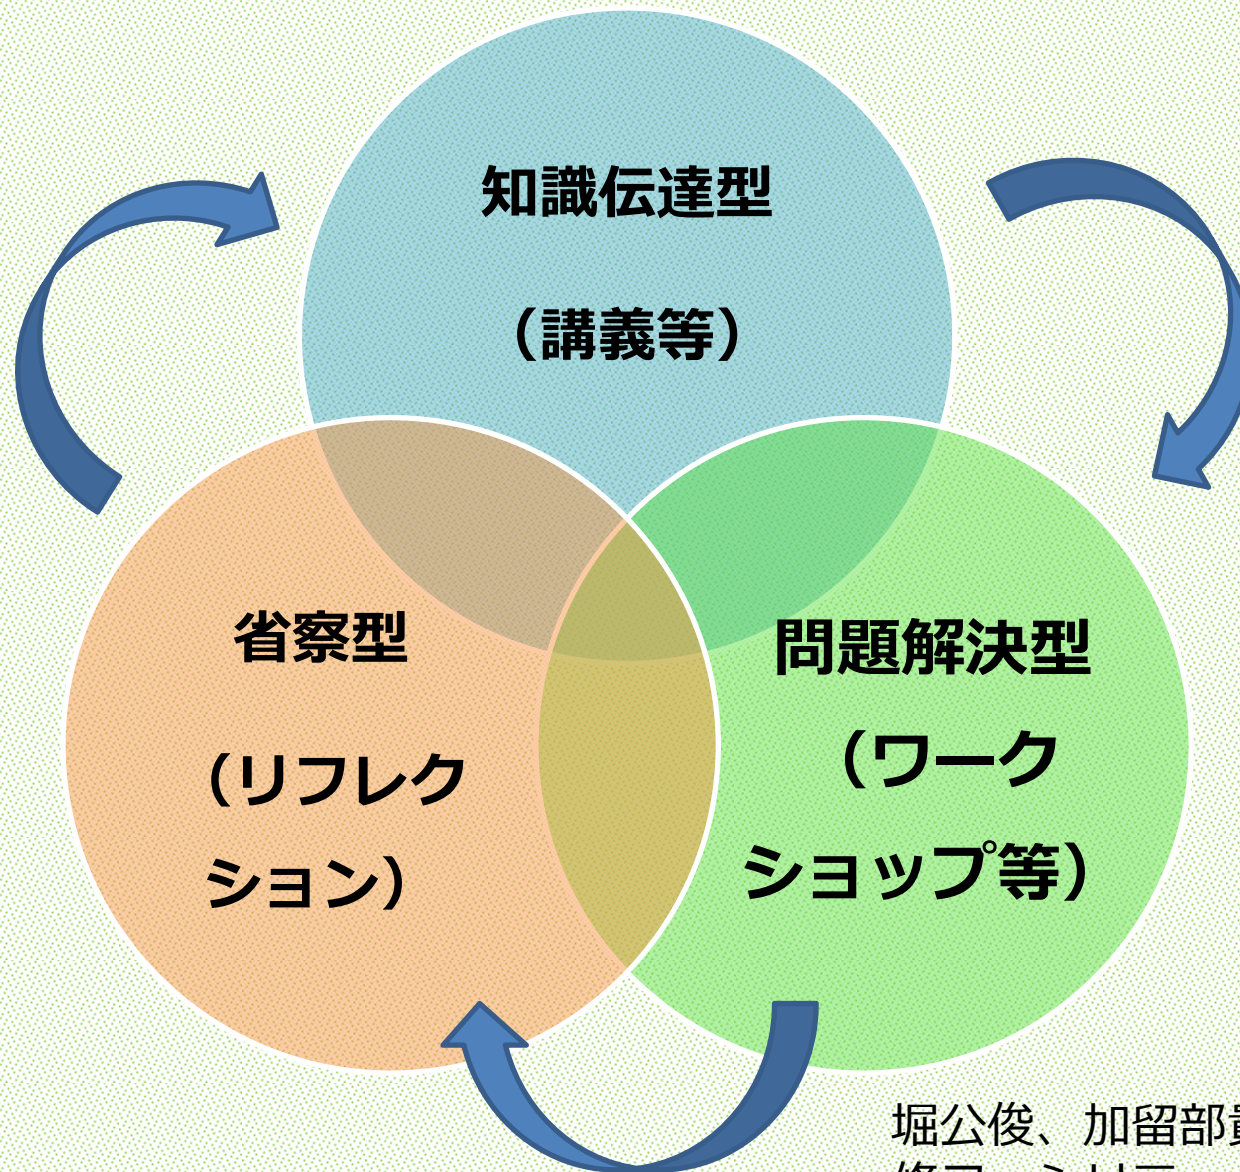 知識伝達型
（講義等）
省察型
（リフレク
ション）
問題解決型
（ワーク
ショップ等）
堀公俊、加留部